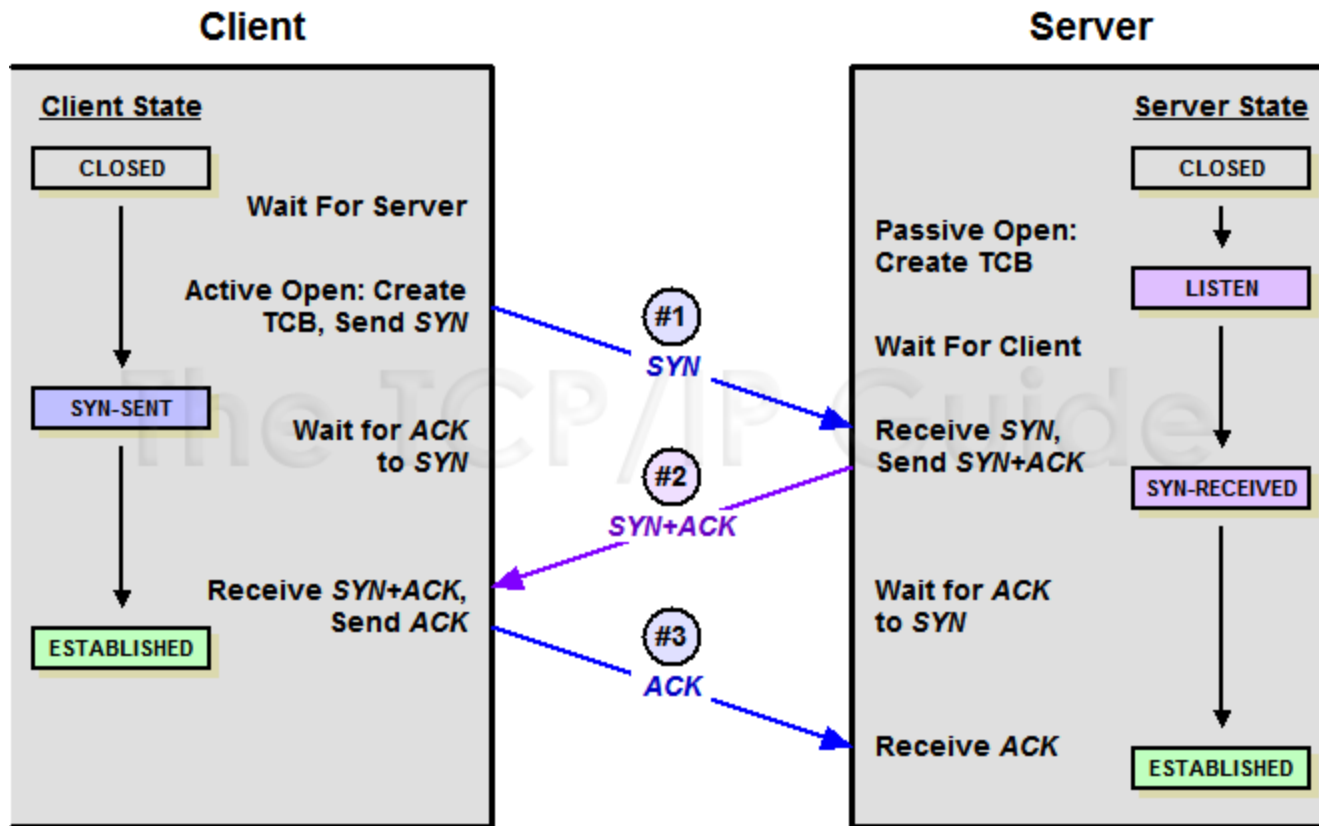 Client
Server
Client State
CLOSED
Wait For Server
Active Open: Create
TCB, Send SYN
SYN-SENT
Wait for ACK
to SYN
Receive SYN+ACK,
Send ACK
ESTABLISHED
#1
SYN
#2
SYN+ACK
#3
ACK
Server State
CLOSED
Passive Open:
Create TCB
LISTEN
Wait For Client
Receive SYN,
Send SYN+ACK
SYN-RECEIVED
Wait for ACK
to SYN
Receive ACK
ESTABLISHED
The TCP/IP Guide